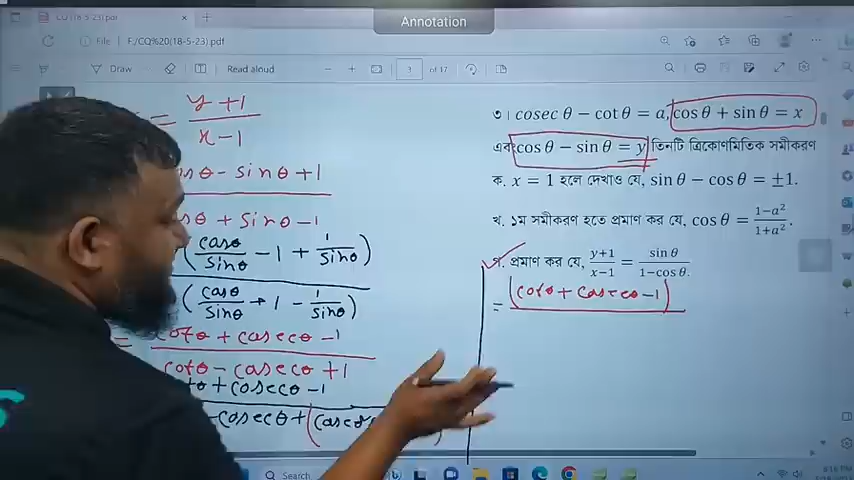 Annotation
CQ (18-5-23).pdf
File F:/CQ%20(18-5-23).pdf
Draw Read aloud 3 of 17
= y + 1 / x - 1
sinθ + 1
sinθ - 1
(cosθ/sinθ - 1 + 1/sinθ)
(cosθ/sinθ + 1 - 1/sinθ)
= cotθ + cosecθ - 1
cotθ - cosecθ + 1
+ cosecθ - 1
- cosecθ + (cosec
৩। cosec θ − cot θ = a, cos θ + sin θ = x
এবং cos θ − sin θ = y তিনটি ত্রিকোণমিতিক সমীকরণ
ক. x = 1 হলে দেখাও যে, sin θ − cos θ = ±1.
খ. ১ম সমীকরণ হতে প্রমাণ কর যে, cos θ = 1−a²/1+a².
গ. প্রমাণ কর যে, y+1/x−1 = sin θ/1−cos θ.
= (cotθ + cosecθ - 1)
Search